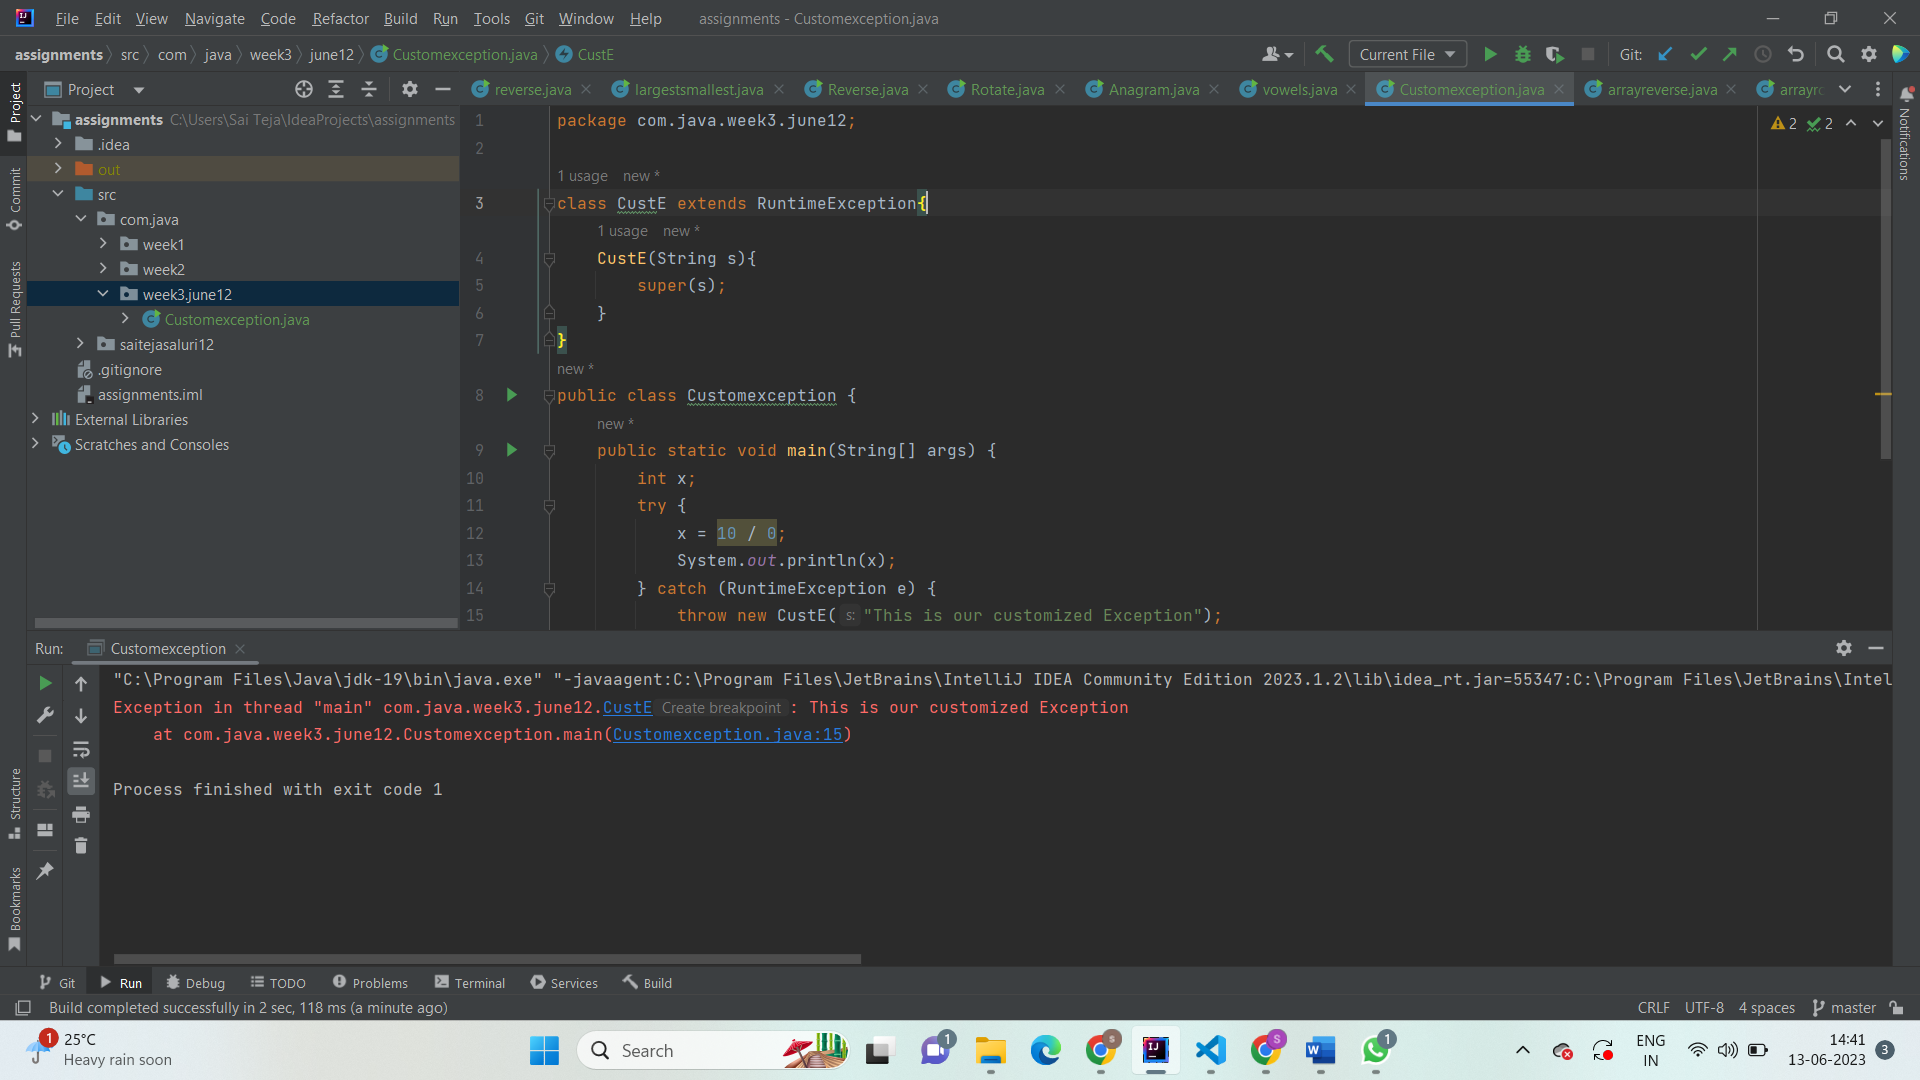 File Edit View Navigate Code Refactor Build Run Tools Git Window Help assignments - Customexception.java
assignments src com java week3 june12 Customexception.java CustE Current File Git:
Project reverse.java largestsmallest.java Reverse.java Rotate.java Anagram.java vowels.java Customexception.java arrayreverse.java
assignments C:\Users\Sai Teja\IdeaProjects\assignments
.idea
out
src
com.java
week1
week2
week3.june12
Customexception.java
saitejasaluri12
.gitignore
assignments.iml
External Libraries
Scratches and Consoles
Project
Commit
Pull Requests
Structure
Bookmarks
Notifications
2 2
1 package com.java.week3.june12;
2
1 usage new *
3 class CustE extends RuntimeException{
1 usage new *
4 CustE(String s){
5 super(s);
6 }
7 }
new *
8 public class Customexception {
new *
9 public static void main(String[] args) {
10 int x;
11 try {
12 x = 10 / 0;
13 System.out.println(x);
14 } catch (RuntimeException e) {
15 throw new CustE( s: "This is our customized Exception");
Run: Customexception
"C:\Program Files\Java\jdk-19\bin\java.exe" "-javaagent:C:\Program Files\JetBrains\IntelliJ IDEA Community Edition 2023.1.2\lib\idea_rt.jar=55347:C:\Program Files\JetBrains\Intel
Exception in thread "main" com.java.week3.june12.CustE Create breakpoint : This is our customized Exception
at com.java.week3.june12.Customexception.main(Customexception.java:15)
Process finished with exit code 1
Git Run Debug TODO Problems Terminal Services Build
Build completed successfully in 2 sec, 118 ms (a minute ago) CRLF UTF-8 4 spaces master
1 25°C
Heavy rain soon
Search
1
1
ENG
IN
14:41
13-06-2023
3